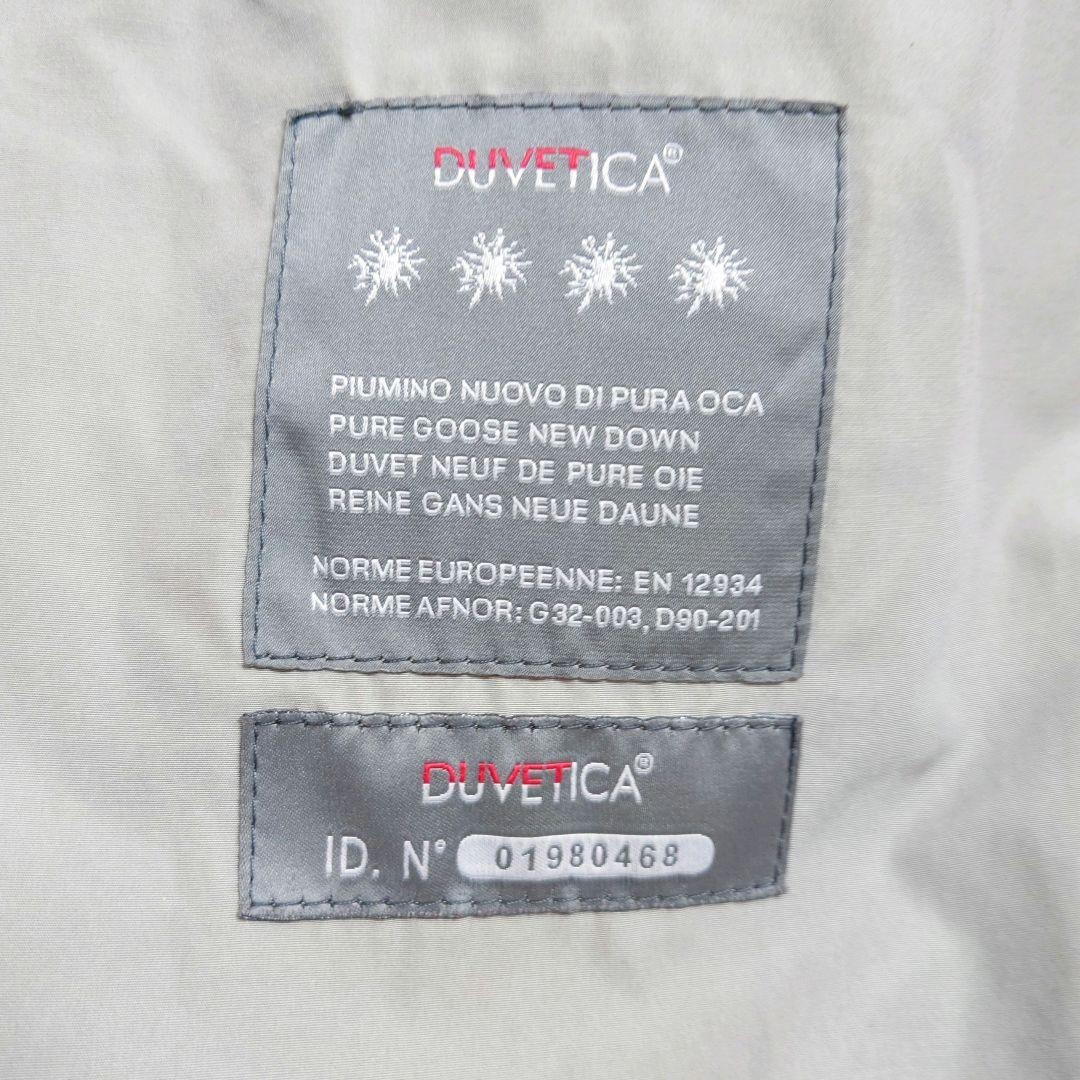 DUVETICA®
PIUMINO NUOVO DI PURA OCA
PURE GOOSE NEW DOWN
DUVET NEUF DE PURE OIE
REINE GANS NEUE DAUNE
NORME EUROPEENNE: EN 12934
NORME AFNOR: G32-003, D90-201
DUVETICA®
ID. N° 01980468